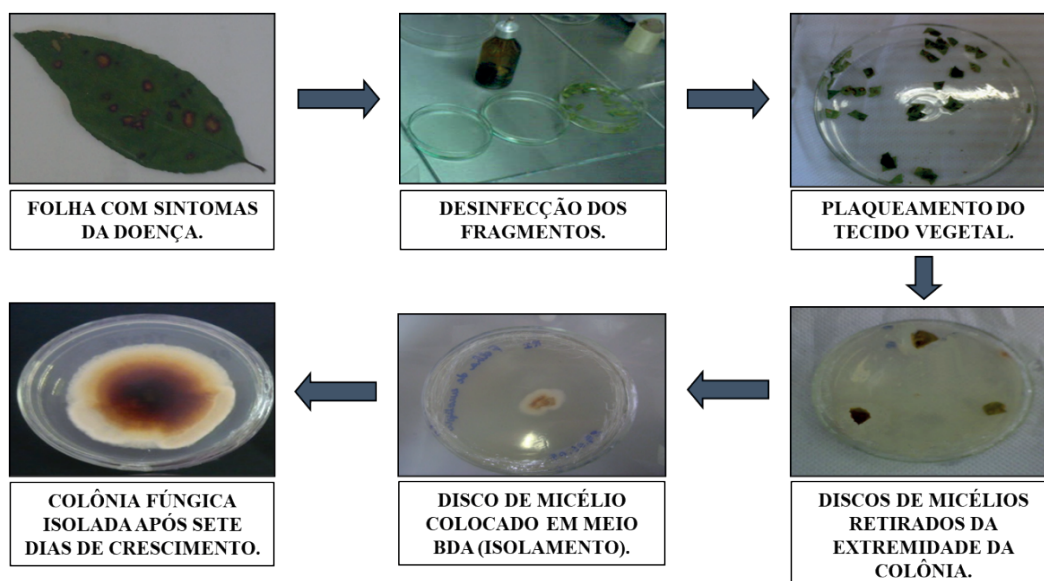 FOLHA COM SINTOMAS
DA DOENÇA.
DESINFECÇÃO DOS
FRAGMENTOS.
PLAQUEAMENTO DO
TECIDO VEGETAL.
COLÔNIA FÚNGICA
ISOLADA APÓS SETE
DIAS DE CRESCIMENTO.
DISCO DE MICÉLIO
COLOCADO EM MEIO
BDA (ISOLAMENTO).
DISCOS DE MICÉLIOS
RETIRADOS DA
EXTREMIDADE DA
COLÔNIA.